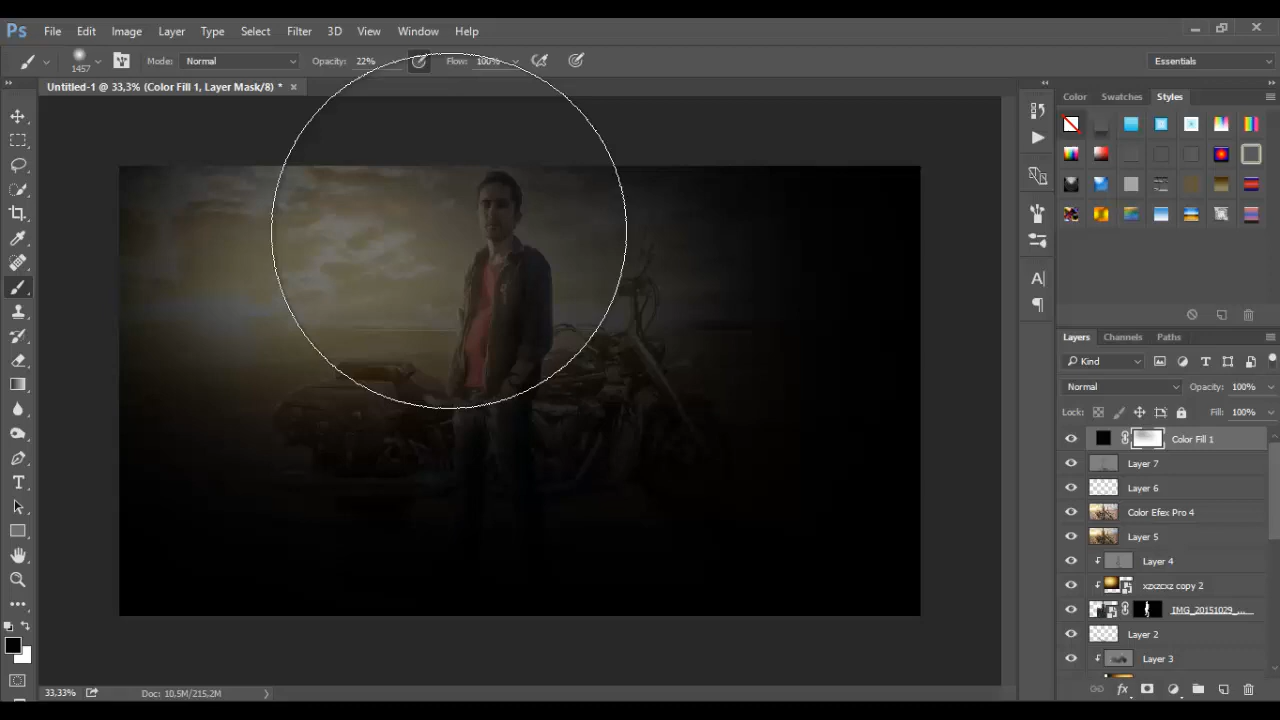 Ps File Edit Image Layer Type Select Filter 3D View Window Help
1457 Mode: Normal Opacity: 22% Flow: 100% Essentials
Untitled-1 @ 33,3% (Color Fill 1, Layer Mask/8) * ×
Color Swatches Styles
Layers Channels Paths
Kind
Normal Opacity: 100%
Lock: Fill: 100%
Color Fill 1
Layer 7
Layer 6
Color Efex Pro 4
Layer 5
Layer 4
xzxzcxz copy 2
IMG_20151029_...
Layer 2
Layer 3
33,33% Doc: 10,5M/215,2M